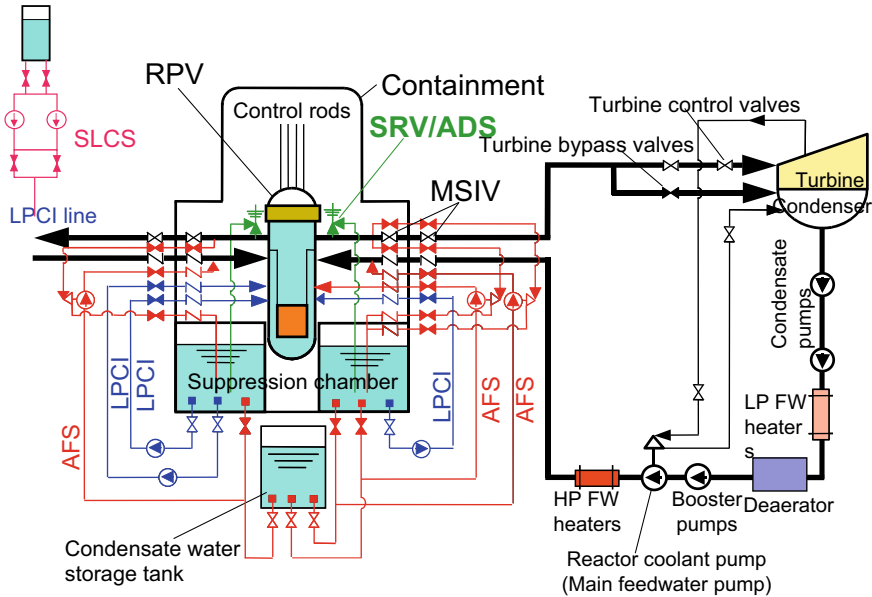 RPV
Containment
Control rods
SRV/ADS
Turbine control valves
Turbine bypass valves
SLCS
MSIV
LPCI line
Turbine
Condenser
Condensate
pumps
Suppression chamber
LPCI
LPCI
LPCI
AFS
AFS
AFS
LP FW
heater
s
HP FW
heaters
Booster
pumps
Deaerator
Condensate water
storage tank
Reactor coolant pump
(Main feedwater pump)